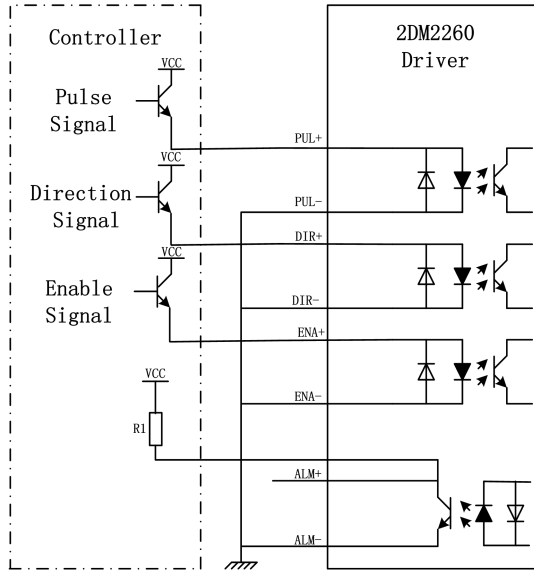 Controller
2DM2260
Driver
VCC
Pulse
Signal
PUL+
VCC
Direction
Signal
PUL-
DIR+
VCC
Enable
Signal
DIR-
ENA+
VCC
ENA-
R1
ALM+
ALM-